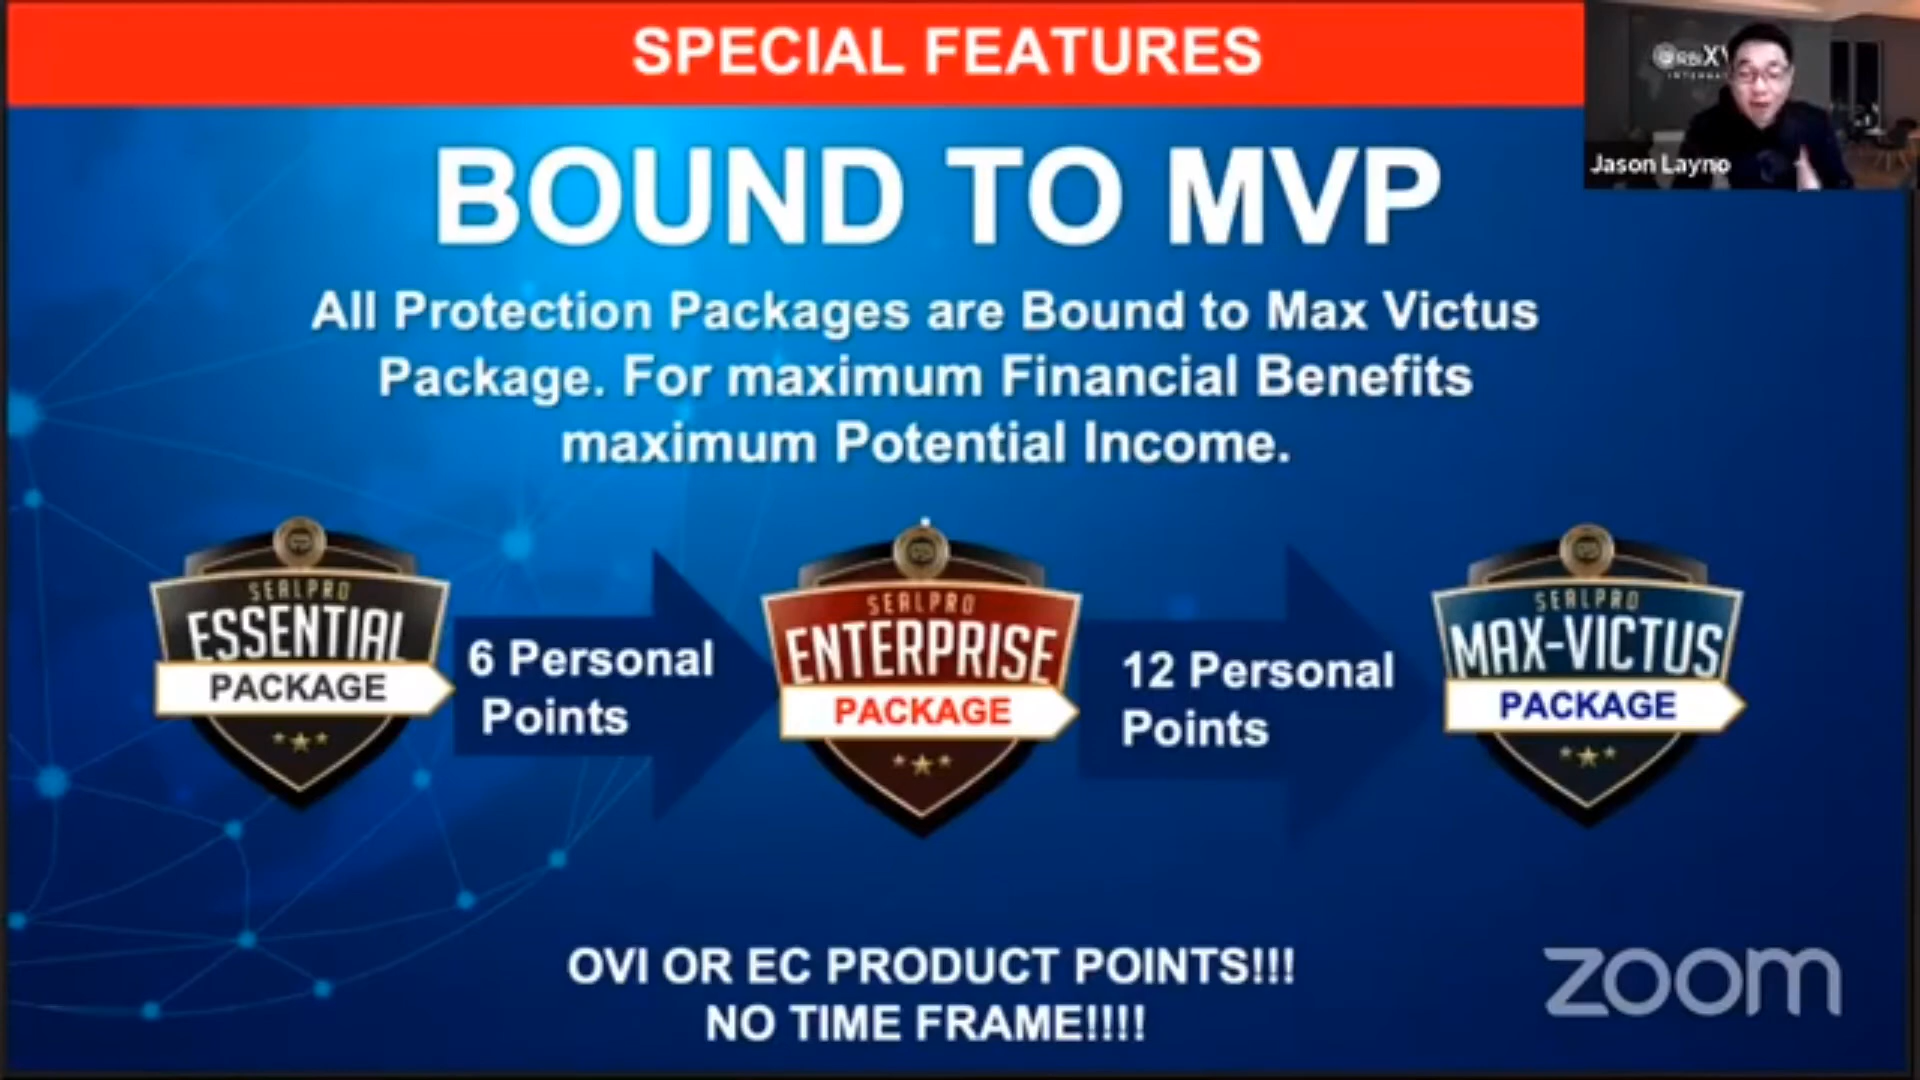 SPECIAL FEATURES
Jason Layno
BOUND TO MVP
All Protection Packages are Bound to Max Victus
Package. For maximum Financial Benefits
maximum Potential Income.
SEALPRO
ESSENTIAL
PACKAGE
6 Personal
Points
SEALPRO
ENTERPRISE
PACKAGE
12 Personal
Points
SEALPRO
MAX-VICTUS
PACKAGE
OVI OR EC PRODUCT POINTS!!!
NO TIME FRAME!!!!
zoom